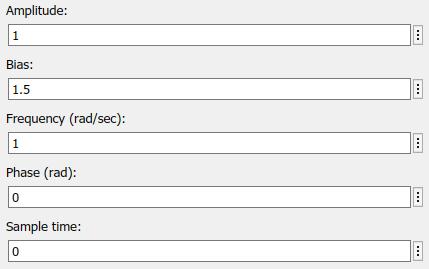 Amplitude:
1
Bias:
1.5
Frequency (rad/sec):
1
Phase (rad):
0
Sample time:
0